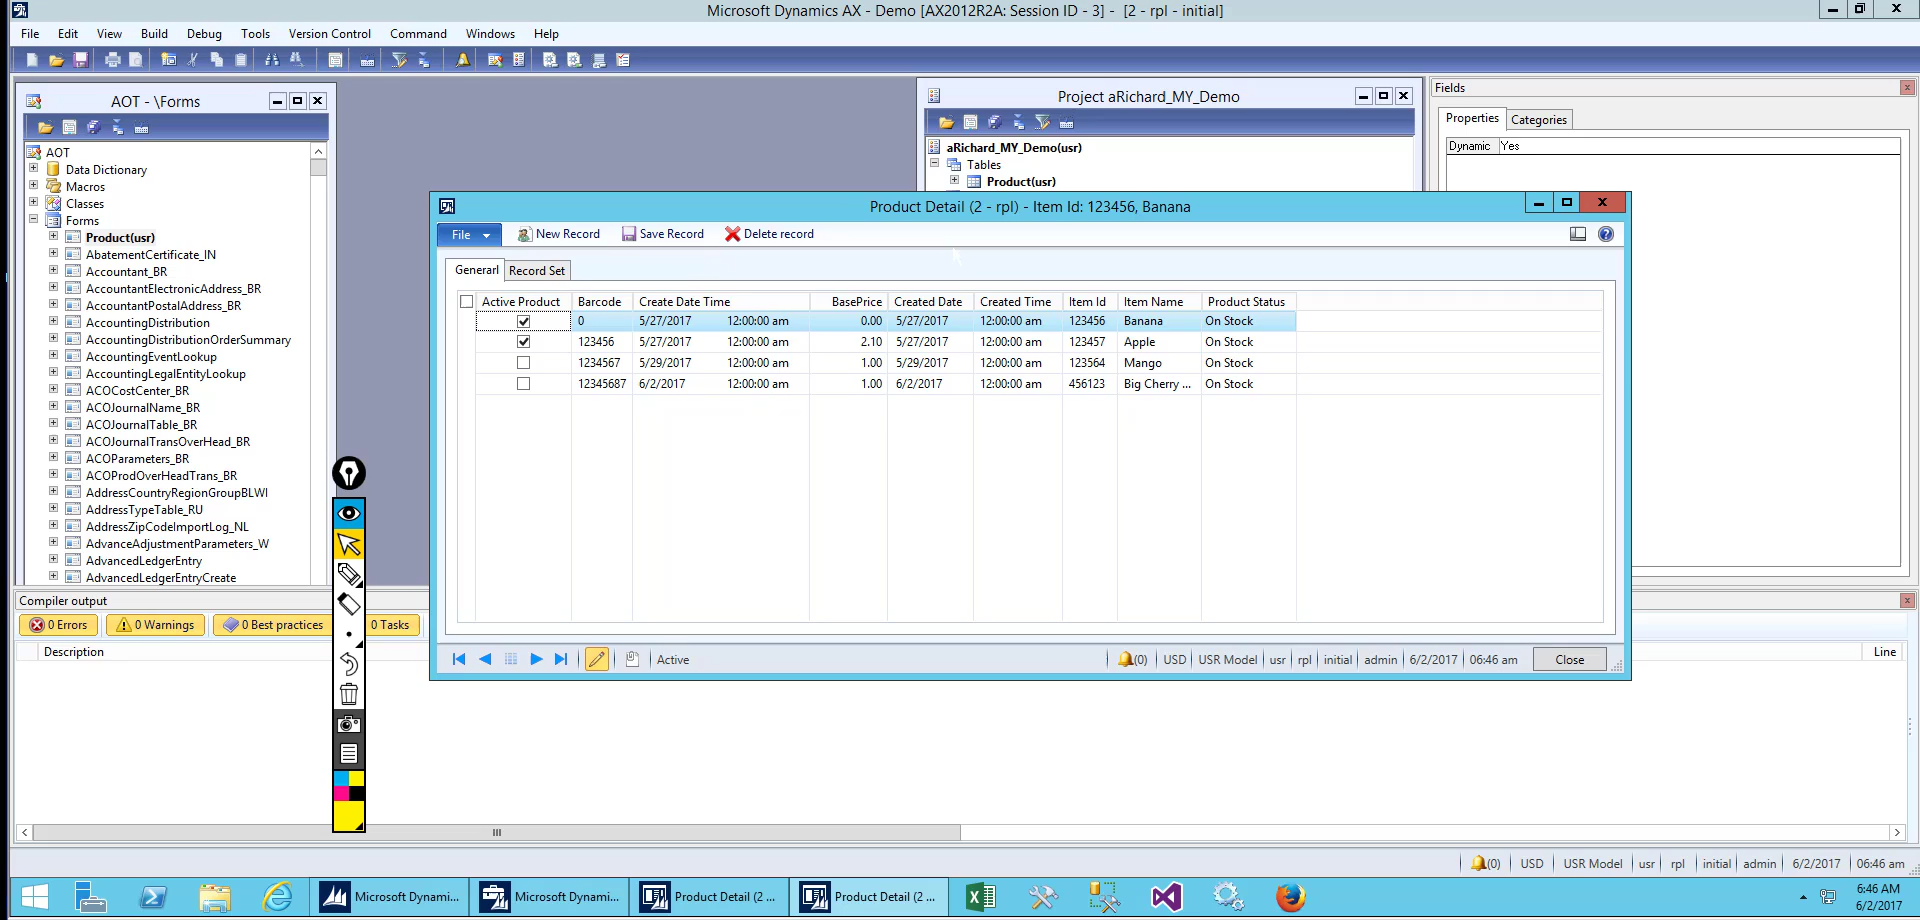 Microsoft Dynamics AX - Demo [AX2012R2A: Session ID - 3] -  [2 - rpl - initial]
File Edit View Build Debug Tools Version Control Command Windows Help
AOT - \Forms
AOT
Data Dictionary
Macros
Classes
Forms
Product(usr)
AbatementCertificate_IN
Accountant_BR
AccountantElectronicAddress_BR
AccountantPostalAddress_BR
AccountingDistribution
AccountingDistributionOrderSummary
AccountingEventLookup
AccountingLegalEntityLookup
ACOCostCenter_BR
ACOJournalName_BR
ACOJournalTable_BR
ACOJournalTransOverHead_BR
ACOParameters_BR
ACOProdOverHeadTrans_BR
AddressCountryRegionGroupBLWI
AddressTypeTable_RU
AddressZipCodeImportLog_NL
AdvanceAdjustmentParameters_W
AdvancedLedgerEntry
AdvancedLedgerEntryCreate
Project aRichard_MY_Demo
aRichard_MY_Demo(usr)
Tables
Product(usr)
Fields
Properties Categories
Dynamic Yes
Product Detail (2 - rpl) - Item Id: 123456, Banana
File New Record Save Record Delete record
Generarl Record Set
Active Product Barcode Create Date Time BasePrice Created Date Created Time Item Id Item Name Product Status
0 5/27/2017 12:00:00 am 0.00 5/27/2017 12:00:00 am 123456 Banana On Stock
123456 5/27/2017 12:00:00 am 2.10 5/27/2017 12:00:00 am 123457 Apple On Stock
1234567 5/29/2017 12:00:00 am 1.00 5/29/2017 12:00:00 am 123564 Mango On Stock
12345687 6/2/2017 12:00:00 am 1.00 6/2/2017 12:00:00 am 456123 Big Cherry ... On Stock
Active (0) USD USR Model usr rpl initial admin 6/2/2017 06:46 am Close
Compiler output
0 Errors 0 Warnings 0 Best practices 0 Tasks
Description Line
(0) USD USR Model usr rpl initial admin 6/2/2017 06:46 am
Microsoft Dynami... Microsoft Dynami... Product Detail (2 ... Product Detail (2 ...
6:46 AM
6/2/2017